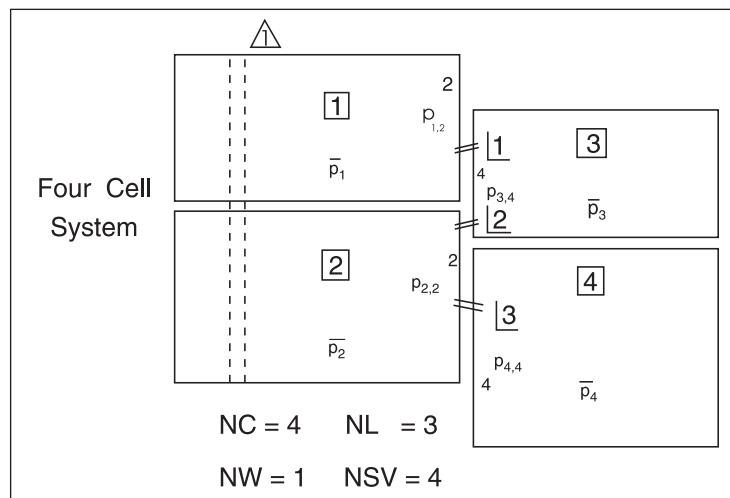 1
2
1
p1,2
1
3
p̅1
4
p3,4
Four Cell
System
p̅3
2
2
2
4
p2,2
3
p̅2
p4,4
4
p̅4
NC = 4 NL = 3
NW = 1 NSV = 4